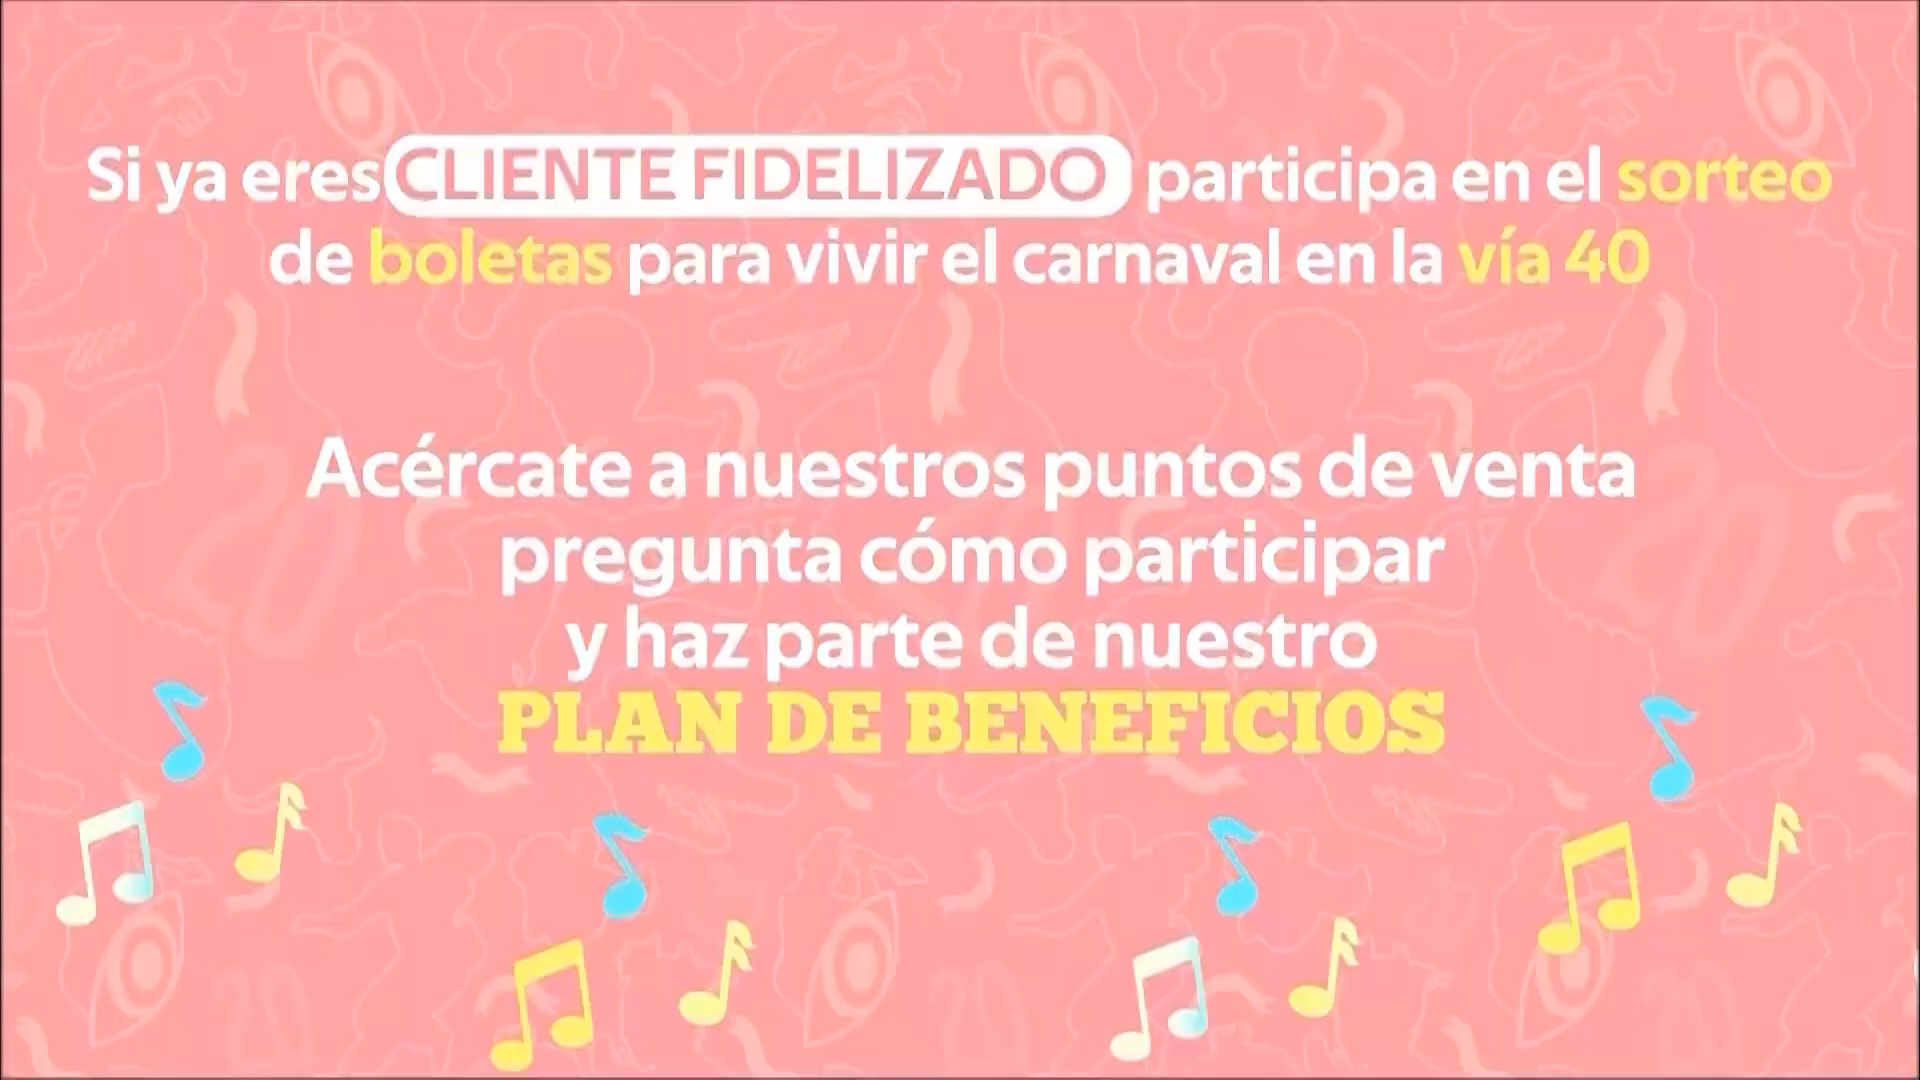 Si ya eres CLIENTE FIDELIZADO participa en el sorteo
de boletas para vivir el carnaval en la vía 40
Acércate a nuestros puntos de venta
pregunta cómo participar
y haz parte de nuestro
PLAN DE BENEFICIOS